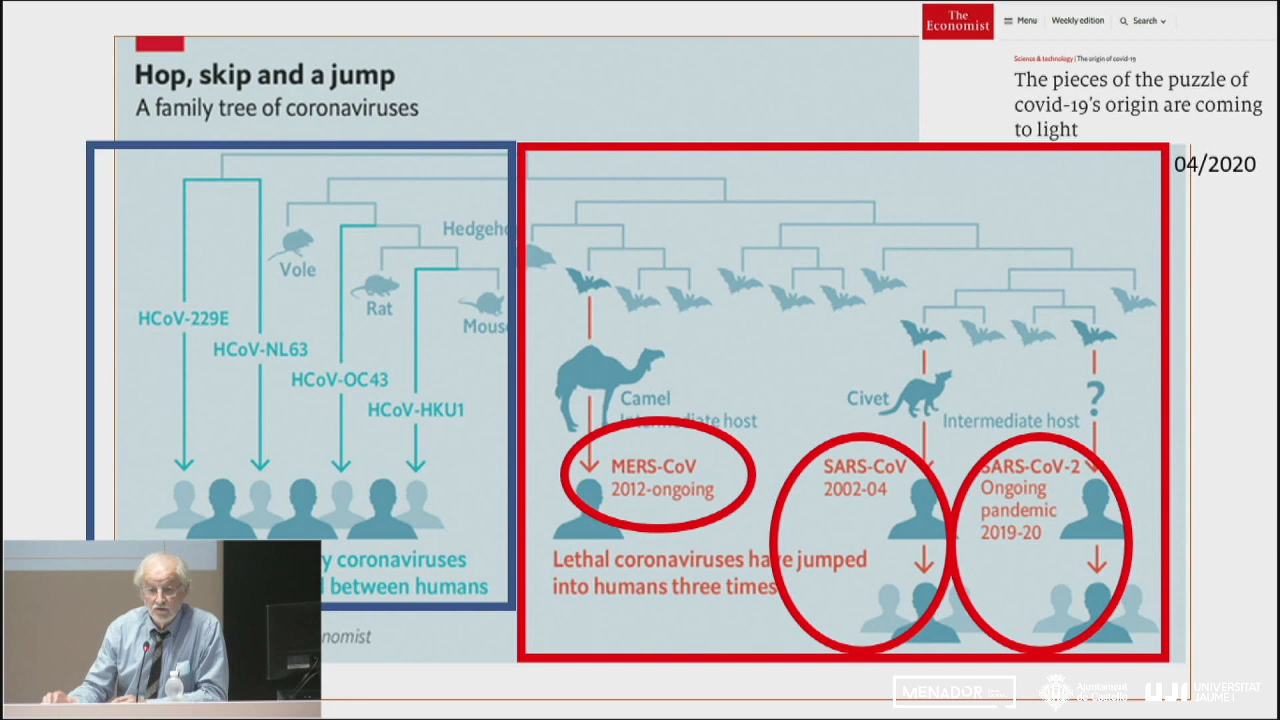 The
Economist
Menu
Weekly edition
Search
Science & technology | The origin of covid-19
The pieces of the puzzle of
covid-19's origin are coming
to light
04/2020
Hop, skip and a jump
A family tree of coronaviruses
Vole
Rat
Mouse
HCoV-229E
HCoV-NL63
HCoV-OC43
HCoV-HKU1
Camel
Intermediate host
Civet
Intermediate host
?
MERS-CoV
2012-ongoing
SARS-CoV
2002-04
SARS-CoV-2
Ongoing
pandemic
2019-20
coronaviruses
between humans
Lethal coronaviruses have jumped
into humans three times
MENADOR
Ajuntament
de Castelló
UJI UNIVERSITAT
JAUME I